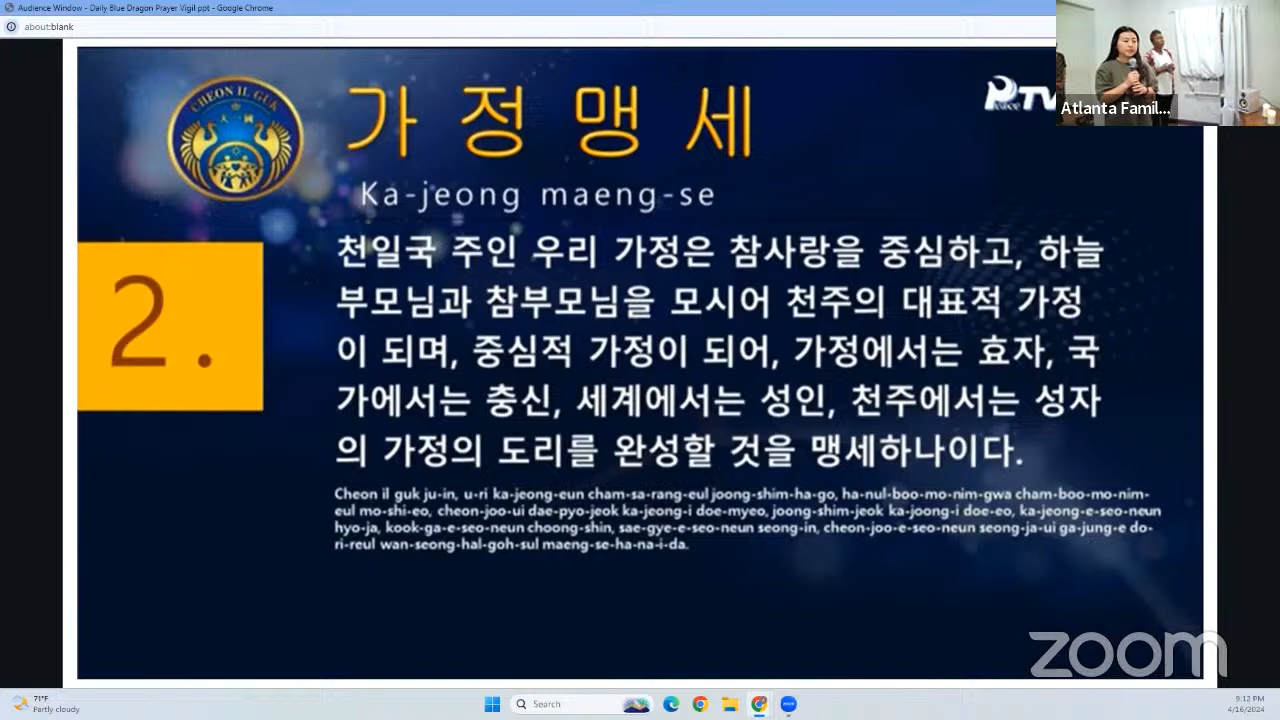 Audience Window - Daily Blue Dragon Prayer Vigil ppt - Google Chrome
about:blank
CHEON IL GUK
가정맹세
Peace TV
Atlanta Famil...
Ka-jeong maeng-se
2.
천일국 주인 우리 가정은 참사랑을 중심하고, 하늘
부모님과 참부모님을 모시어 천주의 대표적 가정
이 되며, 중심적 가정이 되어, 가정에서는 효자, 국
가에서는 충신, 세계에서는 성인, 천주에서는 성자
의 가정의 도리를 완성할 것을 맹세하나이다.
Cheon il guk ju-in, u-ri ka-jeong-eun cham-sa-rang-eul joong-shim-ha-go, ha-nul-boo-mo-nim-gwa cham-boo-mo-nim-
eul mo-shi-eo, cheon-joo-ui dae-pyo-jeok ka-jeong-i doe-myeo, joong-shim-jeok ka-joong-i doe-eo, ka-jeong-e-seo-neun
hyo-ja, kook-ga-e-seo-neun choong-shin, sae-gye-e-seo-neun seong-in, cheon-joo-e-seo-neun seong-ja-ui ga-jung-e do-
ri-reul wan-seong-hal-goh-sul maeng-se-ha-na-i-da.
zoom
71°F
Partly cloudy
Search
zoom
9:12 PM
4/16/2024